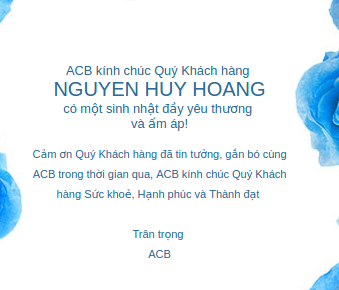 ACB kính chúc Quý Khách hàng
NGUYEN HUY HOANG
có một sinh nhật đầy yêu thương
và ấm áp!
Cảm ơn Quý Khách hàng đã tin tưởng, gắn bó cùng
ACB trong thời gian qua, ACB kính chúc Quý Khách
hàng Sức khoẻ, Hạnh phúc và Thành đạt
Trân trọng
ACB